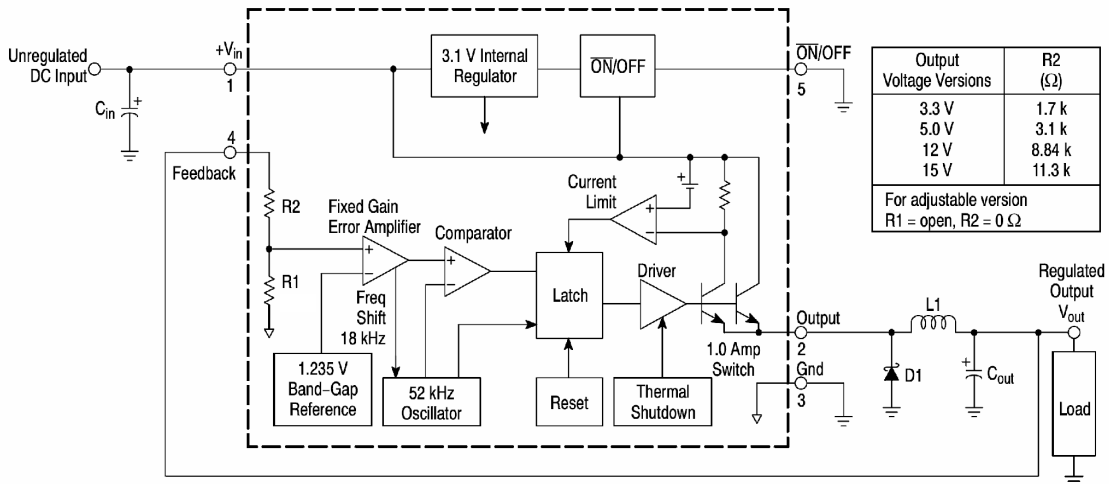 Unregulated
DC Input
+Vin
1
Cin
+
4
Feedback
3.1 V Internal
Regulator
ON/OFF
ON/OFF
5
Output
Voltage Versions
R2
(Ω)
3.3 V
1.7 k
5.0 V
3.1 k
12 V
8.84 k
15 V
11.3 k
For adjustable version
R1 = open, R2 = 0 Ω
R2
R1
Fixed Gain
Error Amplifier
+
−
Comparator
+
−
Current
Limit
+
−
+
Freq
Shift
18 kHz
Latch
Driver
1.0 Amp
Switch
Output
2
Gnd
3
1.235 V
Band–Gap
Reference
52 kHz
Oscillator
Reset
Thermal
Shutdown
L1
D1
+
Cout
Regulated
Output
Vout
Load